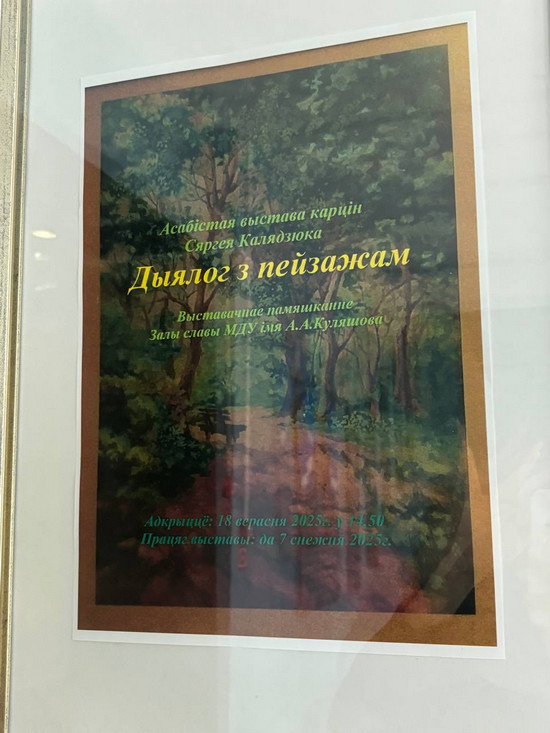 Асабістая выстава карцін
Сяргея Калядзюка
Дыялог з пейзажам
Выставачнае памяшканне
Залы славы МДУ імя А.А.Куляшова
Адкрыццё: 18 верасня 2025г. у 14.50
Працяг выставы: да 7 снежня 2025г.